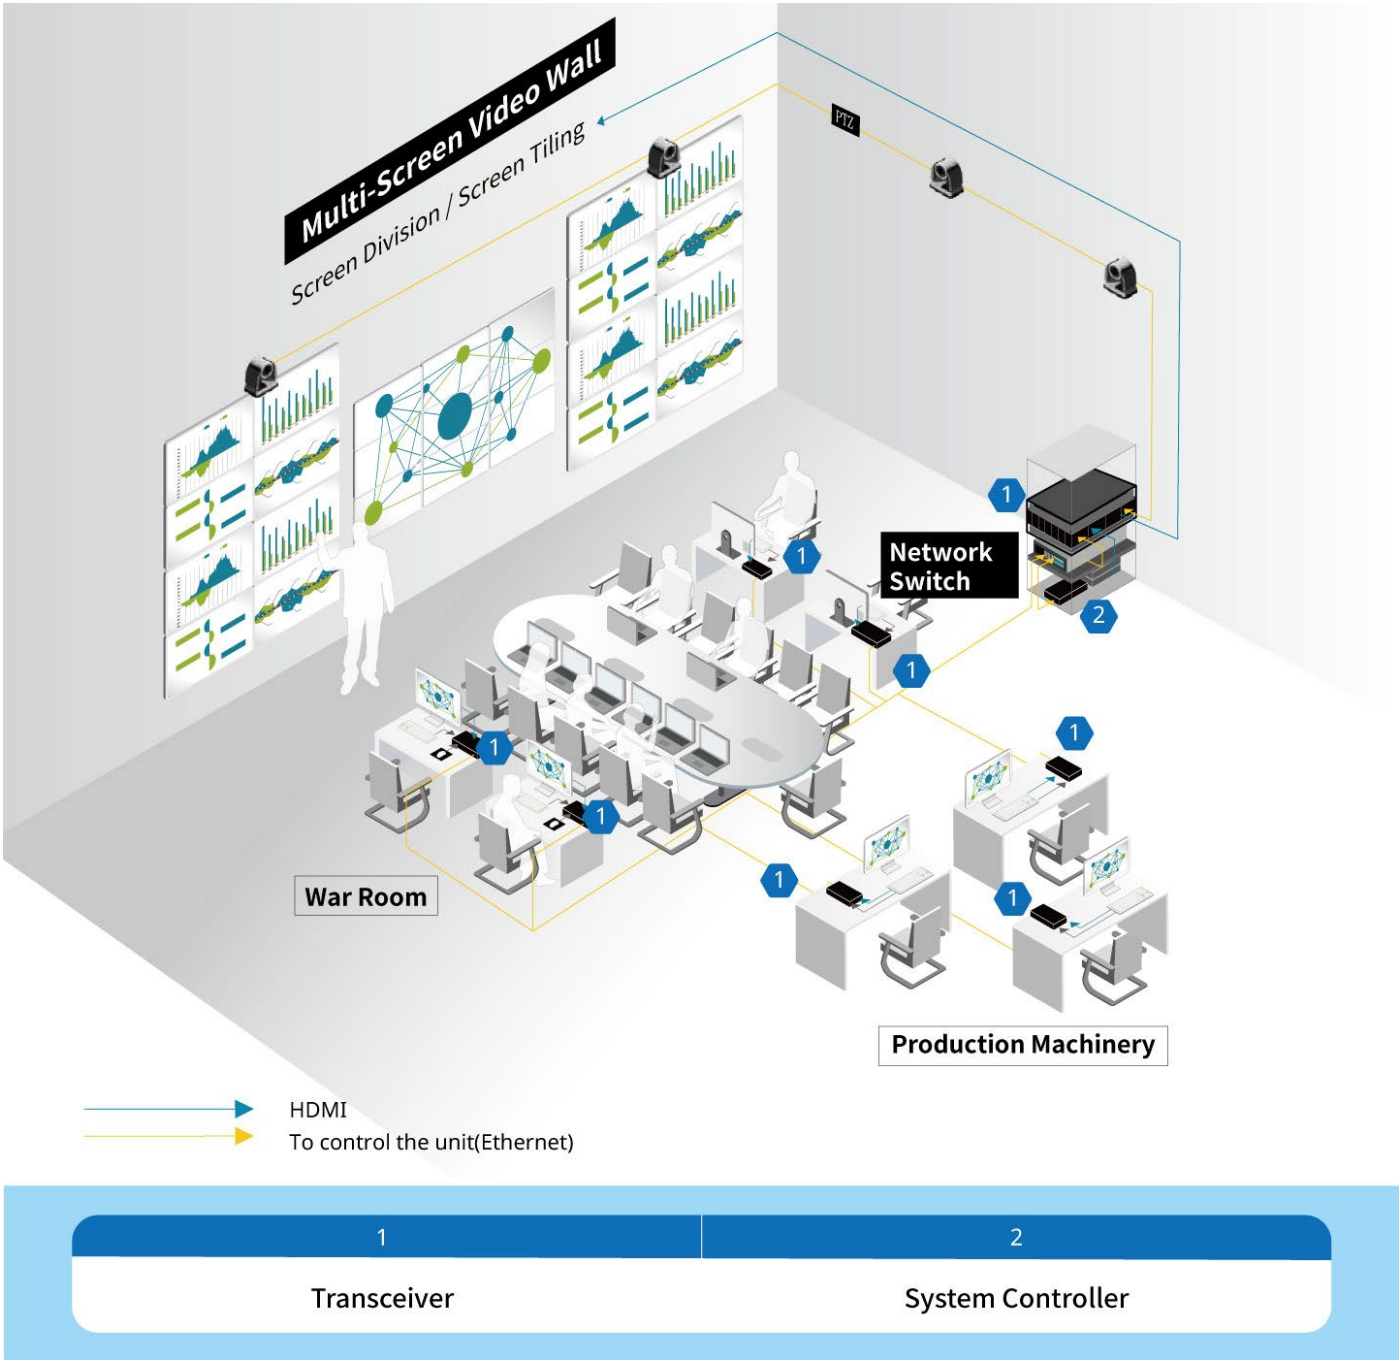 Multi-Screen Video Wall
Screen Division / Screen Tiling
PTZ
1
Network
Switch
1
2
1
1
1
1
1
1
War Room
Production Machinery
HDMI
To control the unit(Ethernet)
1
2
Transceiver
System Controller